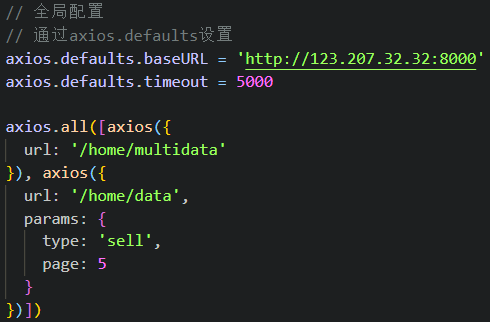 // 全局配置
// 通过axios.defaults设置
axios.defaults.baseURL = 'http://123.207.32.32:8000'
axios.defaults.timeout = 5000

axios.all([axios({
  url: '/home/multidata'
}), axios({
  url: '/home/data',
  params: {
    type: 'sell',
    page: 5
  }
})])